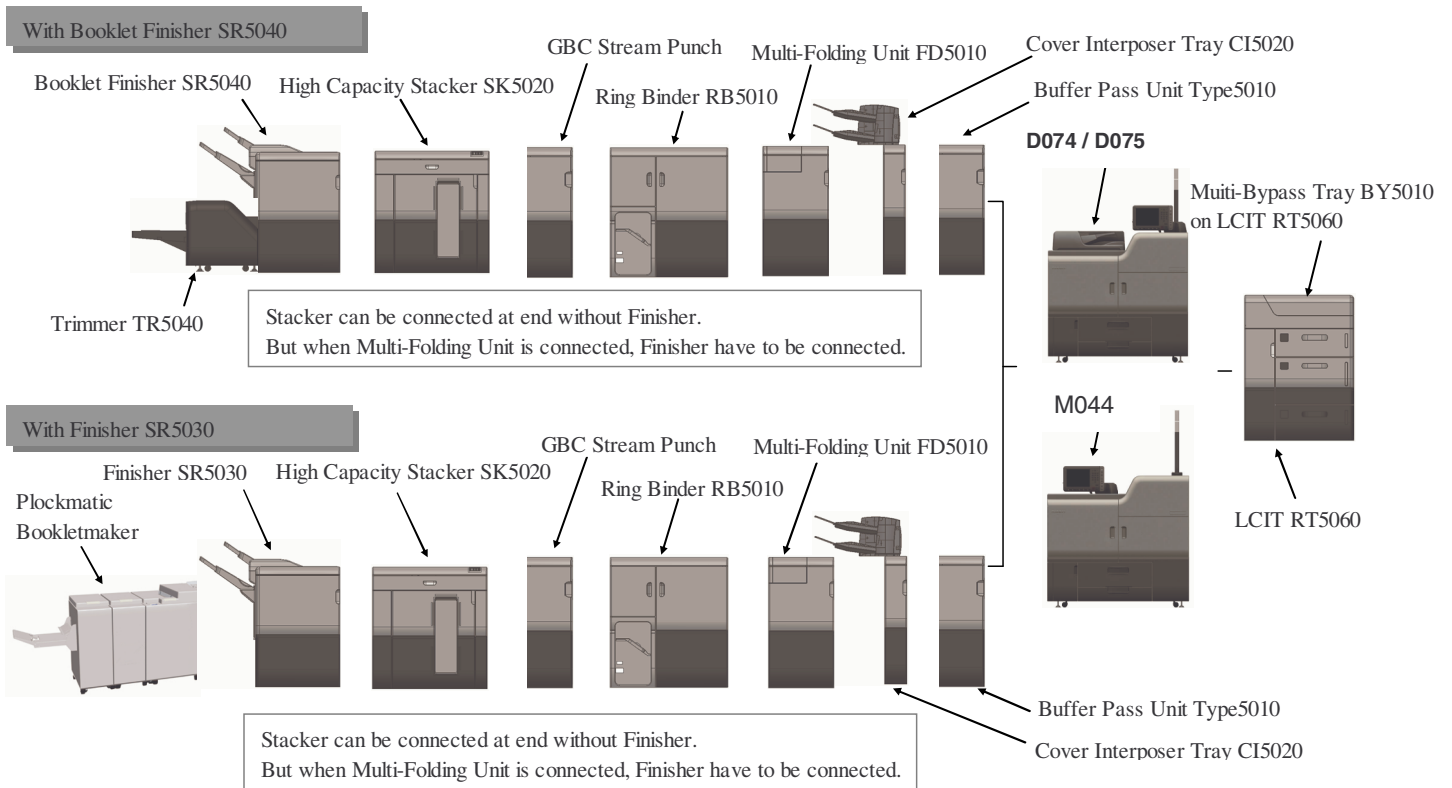 With Booklet Finisher SR5040
Booklet Finisher SR5040
High Capacity Stacker SK5020
GBC Stream Punch
Ring Binder RB5010
Multi-Folding Unit FD5010
Cover Interposer Tray CI5020
Buffer Pass Unit Type5010
D074 / D075
Muiti-Bypass Tray BY5010
on LCIT RT5060
Trimmer TR5040
Stacker can be connected at end without Finisher.
But when Multi-Folding Unit is connected, Finisher have to be connected.
M044
LCIT RT5060
With Finisher SR5030
Plockmatic
Bookletmaker
Finisher SR5030
High Capacity Stacker SK5020
GBC Stream Punch
Ring Binder RB5010
Multi-Folding Unit FD5010
Buffer Pass Unit Type5010
Cover Interposer Tray CI5020
Stacker can be connected at end without Finisher.
But when Multi-Folding Unit is connected, Finisher have to be connected.